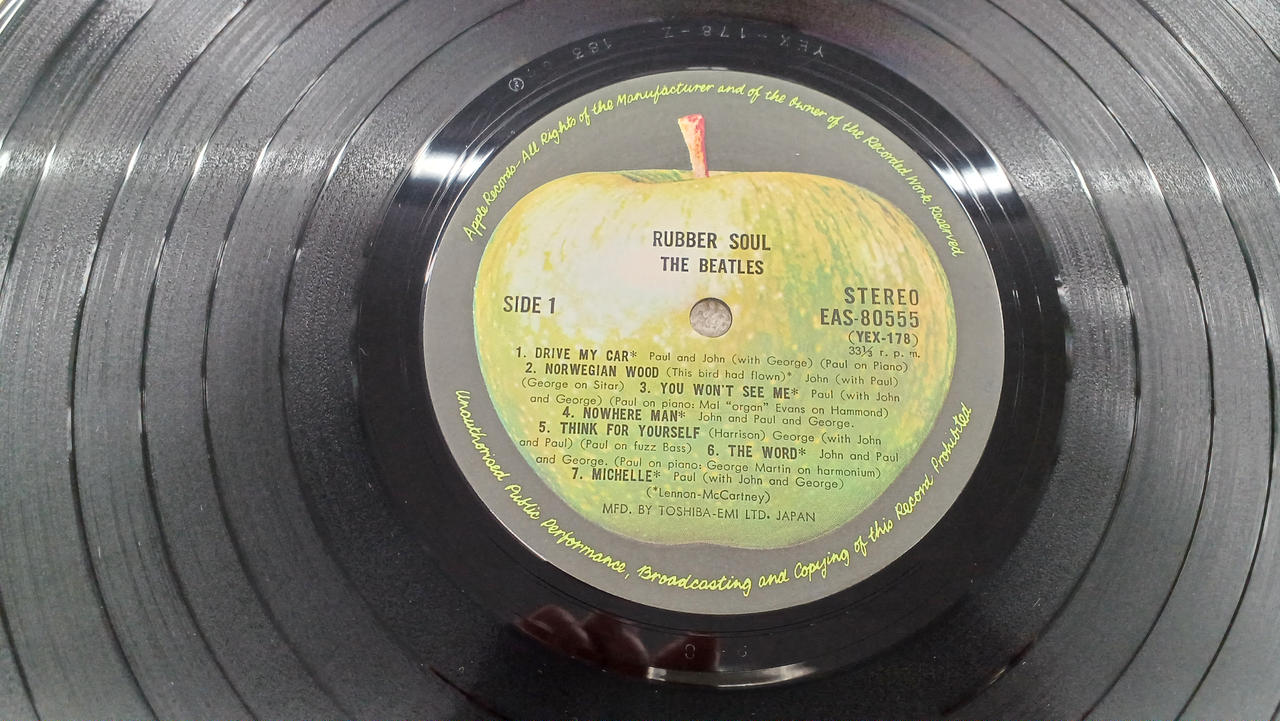 YEX-178-Z
183
Apple Records-All Rights of the Manufacturer and of the Owner of the Recorded Work Reserved
RUBBER SOUL
THE BEATLES
SIDE 1
STEREO
EAS-80555
(YEX-178)
33⅓ r. p. m.
1. DRIVE MY CAR* Paul and John (with George) (Paul on Piano)
2. NORWEGIAN WOOD (This bird had flown)* John (with Paul)
(George on Sitar) 3. YOU WON'T SEE ME* Paul (with John
and George) (Paul on piano: Mal "organ" Evans on Hammond)
4. NOWHERE MAN* John and Paul and George.
5. THINK FOR YOURSELF (Harrison) George (with John
and Paul) (Paul on fuzz Bass) 6. THE WORD* John and Paul
and George. (Paul on piano: George Martin on harmonium)
7. MICHELLE* Paul (with John and George)
(*Lennon-McCartney)
MFD. BY TOSHIBA-EMI LTD. JAPAN
Unauthorised Public Performance, Broadcasting and Copying of this Record Prohibited